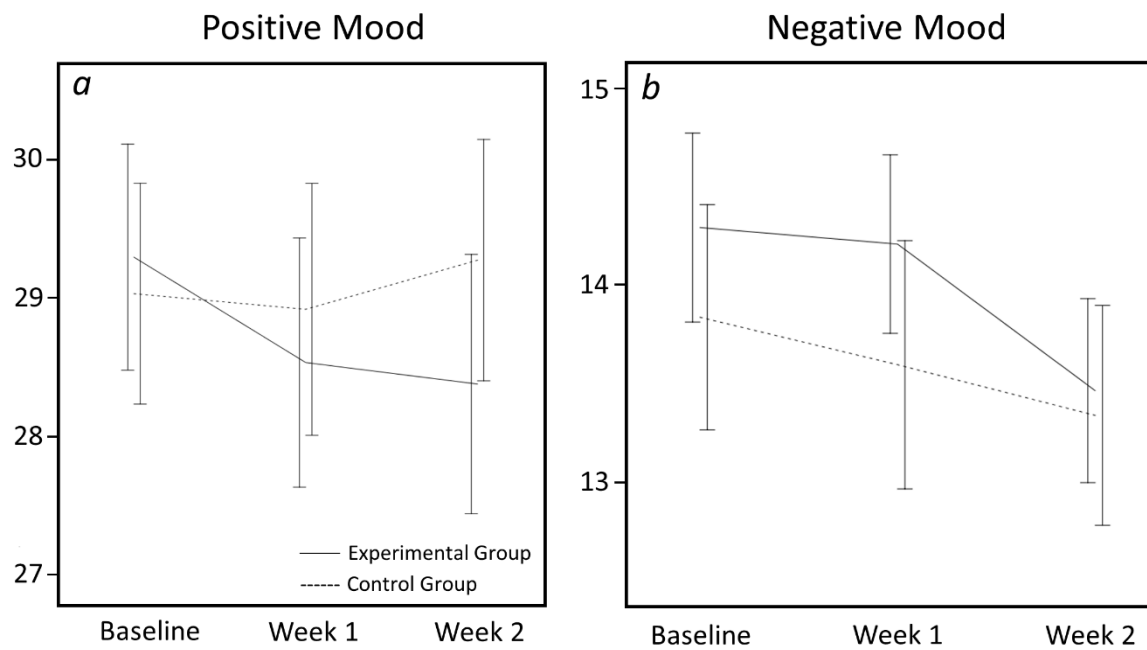 Positive Mood
a
30
29
28
27
Experimental Group
Control Group
Baseline Week 1 Week 2
Negative Mood
b
15
14
13
Baseline Week 1 Week 2